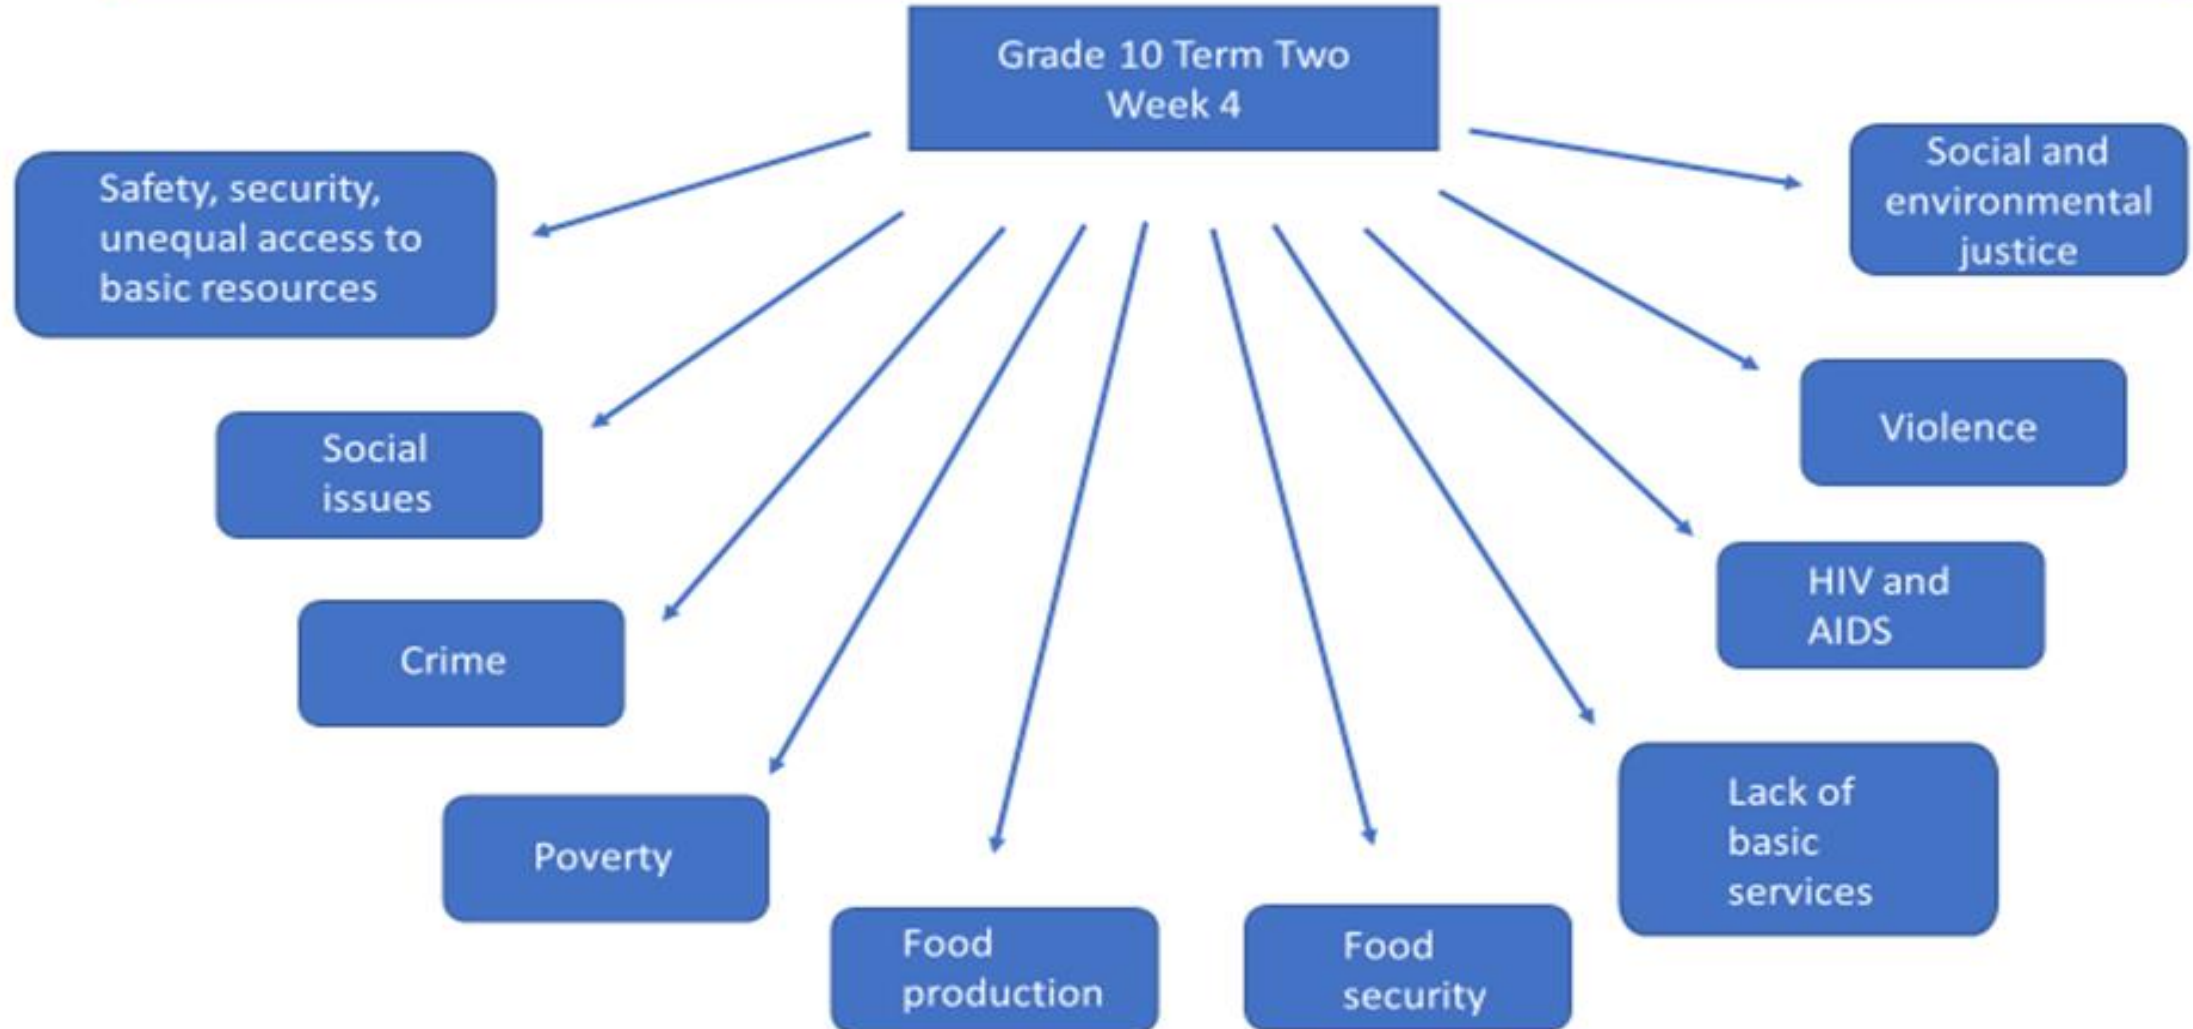 Grade 10 Term Two
Week 4
Safety, security,
unequal access to
basic resources
Social
issues
Crime
Poverty
Food
production
Food
security
Lack of
basic
services
HIV and
AIDS
Violence
Social and
environmental
justice